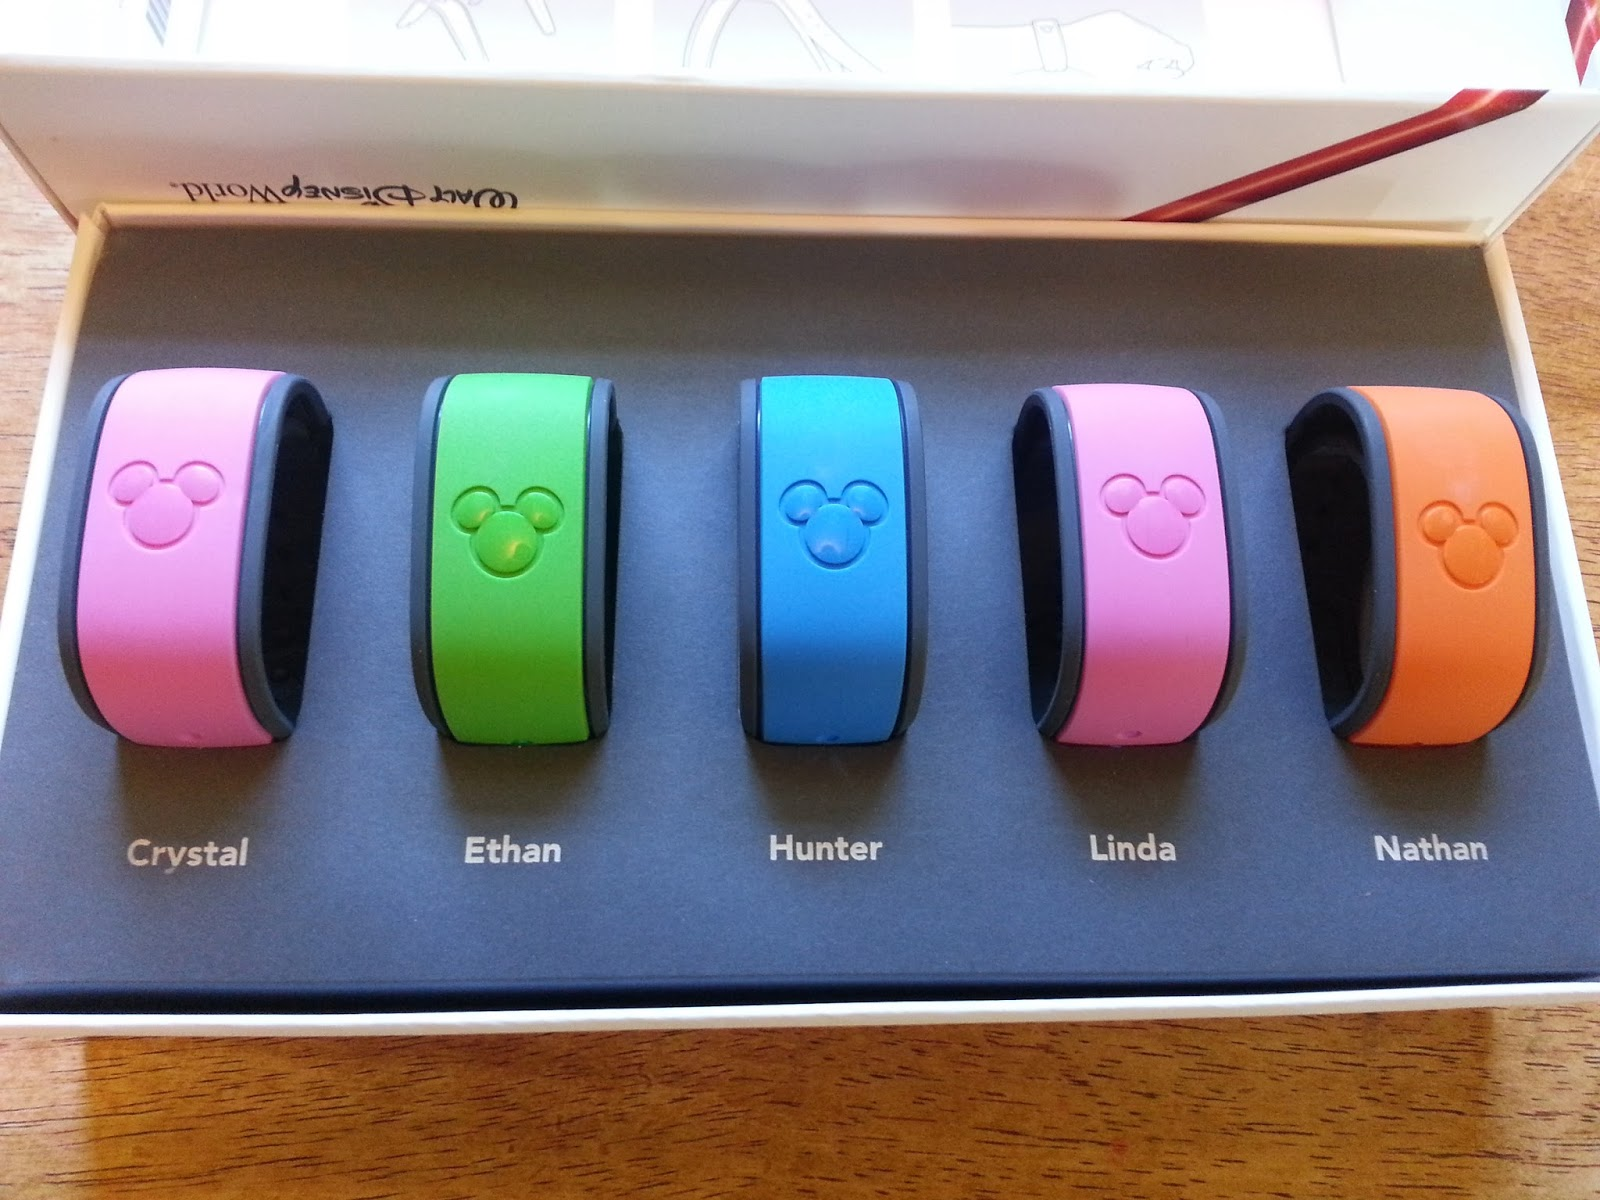 Walt Disney World®
Crystal
Ethan
Hunter
Linda
Nathan